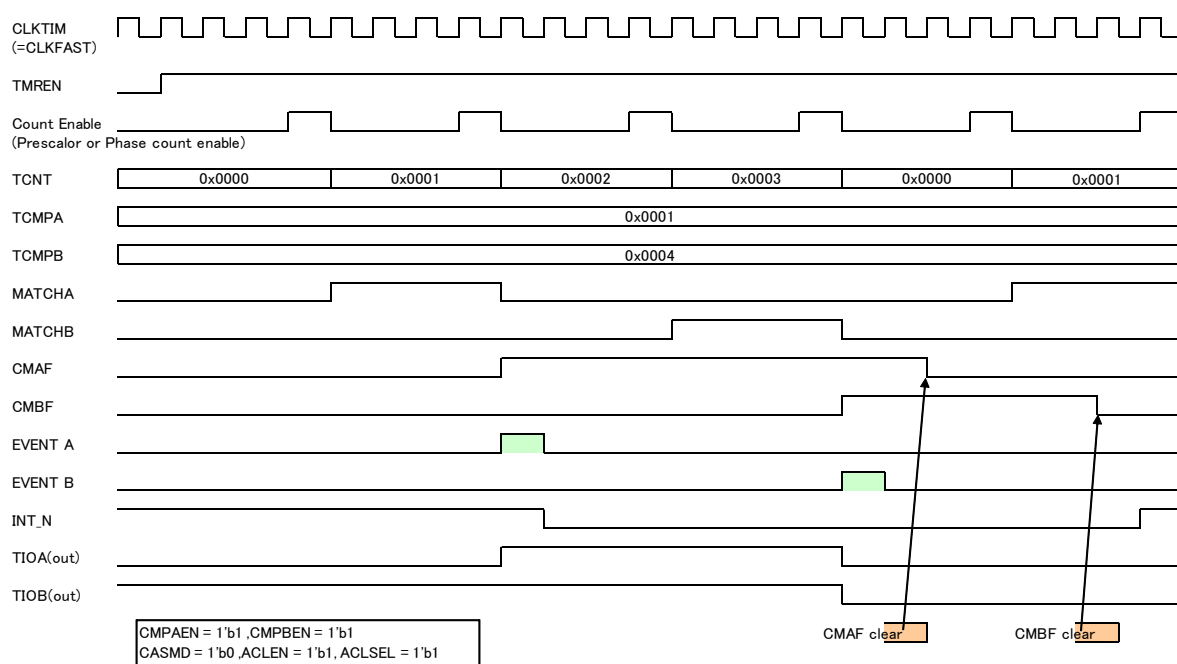 CLKTIM
(=CLKFAST)
TMREN
Count Enable
(Prescalor or Phase count enable)
TCNT 0x0000 0x0001 0x0002 0x0003 0x0000 0x0001
TCMPA 0x0001
TCMPB 0x0004
MATCHA
MATCHB
CMAF
CMBF
EVENT A
EVENT B
INT_N
TIOA(out)
TIOB(out)
CMAF clear CMBF clear
CMPAEN = 1'b1 ,CMPBEN = 1'b1
CASMD = 1'b0 ,ACLEN = 1'b1, ACLSEL = 1'b1